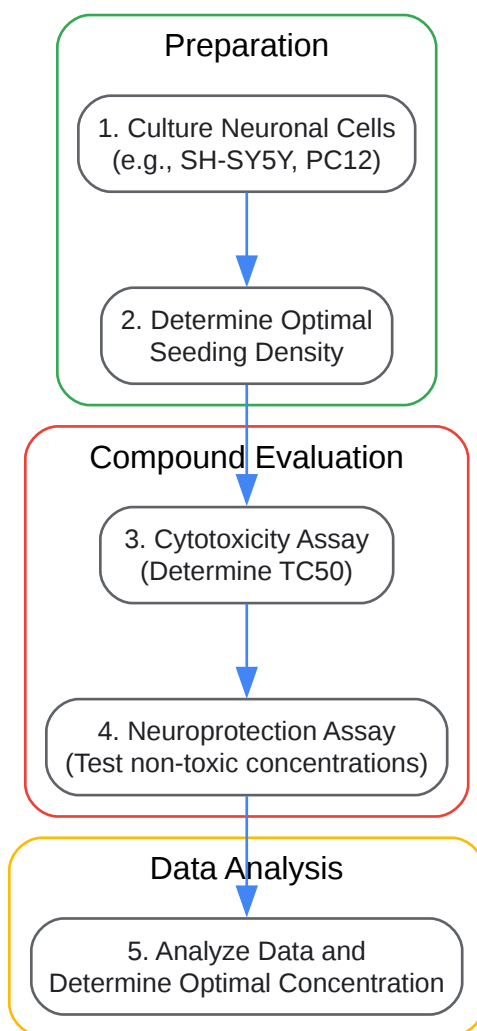 Preparation
1. Culture Neuronal Cells
(e.g., SH-SY5Y, PC12)
2. Determine Optimal
Seeding Density
Compound Evaluation
3. Cytotoxicity Assay
(Determine TC50)
4. Neuroprotection Assay
(Test non-toxic concentrations)
Data Analysis
5. Analyze Data and
Determine Optimal Concentration